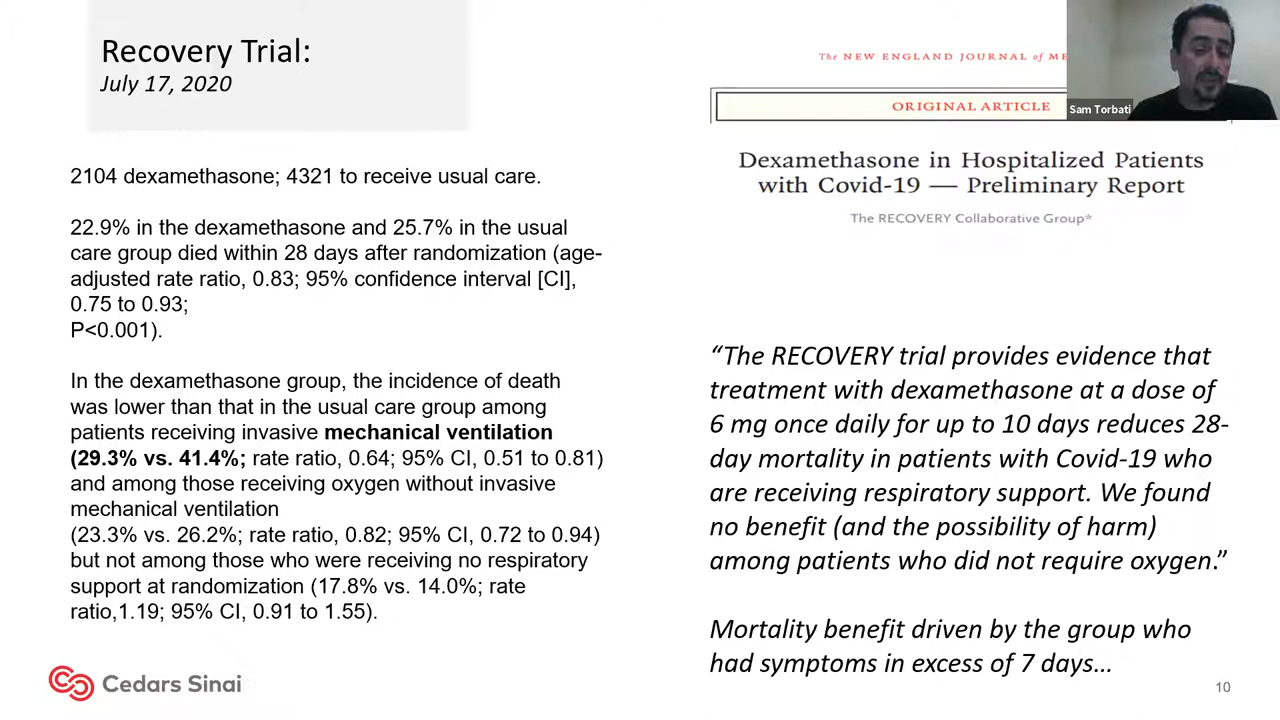 Recovery Trial:
July 17, 2020
2104 dexamethasone; 4321 to receive usual care.
22.9% in the dexamethasone and 25.7% in the usual
care group died within 28 days after randomization (age-
adjusted rate ratio, 0.83; 95% confidence interval [CI],
0.75 to 0.93;
P<0.001).
In the dexamethasone group, the incidence of death
was lower than that in the usual care group among
patients receiving invasive mechanical ventilation
(29.3% vs. 41.4%; rate ratio, 0.64; 95% CI, 0.51 to 0.81)
and among those receiving oxygen without invasive
mechanical ventilation
(23.3% vs. 26.2%; rate ratio, 0.82; 95% CI, 0.72 to 0.94)
but not among those who were receiving no respiratory
support at randomization (17.8% vs. 14.0%; rate
ratio,1.19; 95% CI, 0.91 to 1.55).
Cedars Sinai
The NEW ENGLAND JOURNAL of ME
ORIGINAL ARTICLE
Sam Torbati
Dexamethasone in Hospitalized Patients
with Covid-19 — Preliminary Report
The RECOVERY Collaborative Group*
“The RECOVERY trial provides evidence that
treatment with dexamethasone at a dose of
6 mg once daily for up to 10 days reduces 28-
day mortality in patients with Covid-19 who
are receiving respiratory support. We found
no benefit (and the possibility of harm)
among patients who did not require oxygen.”
Mortality benefit driven by the group who
had symptoms in excess of 7 days…
10